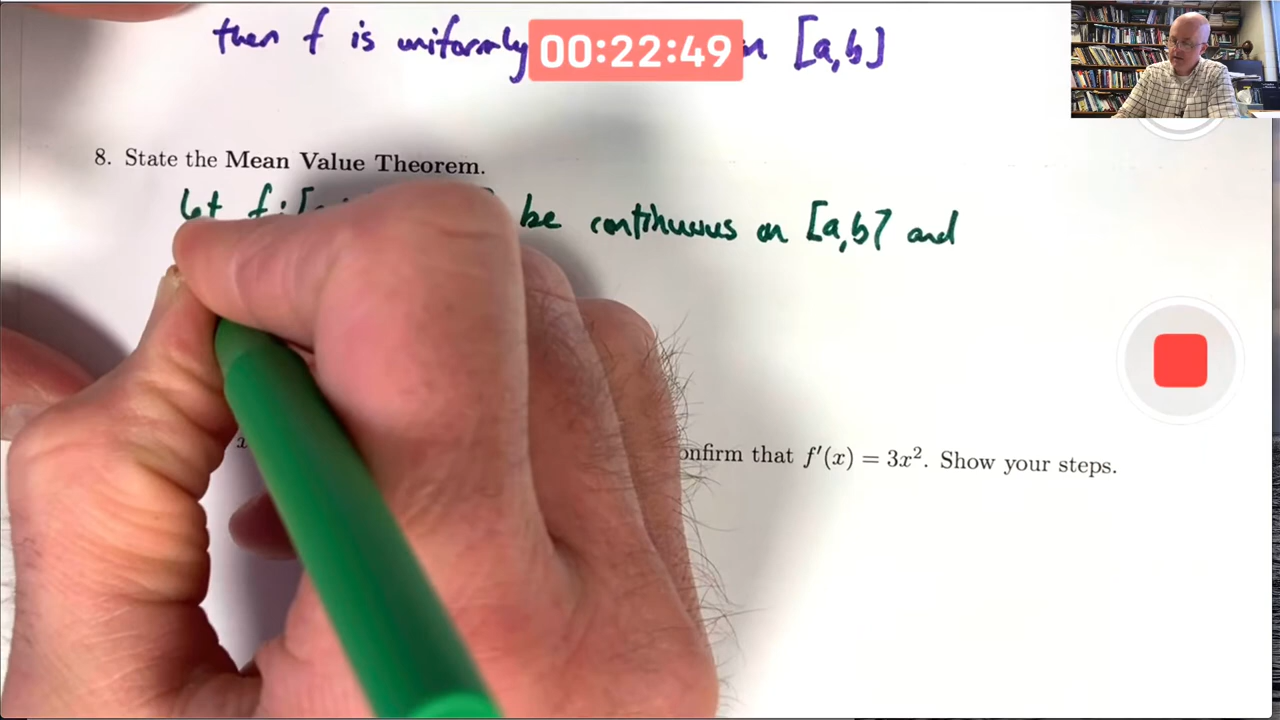 then f is uniformly n [a,b]
00:22:49
8. State the Mean Value Theorem.
Let f: [ be continuous on [a,b] and
x onfirm that f′(x) = 3x². Show your steps.